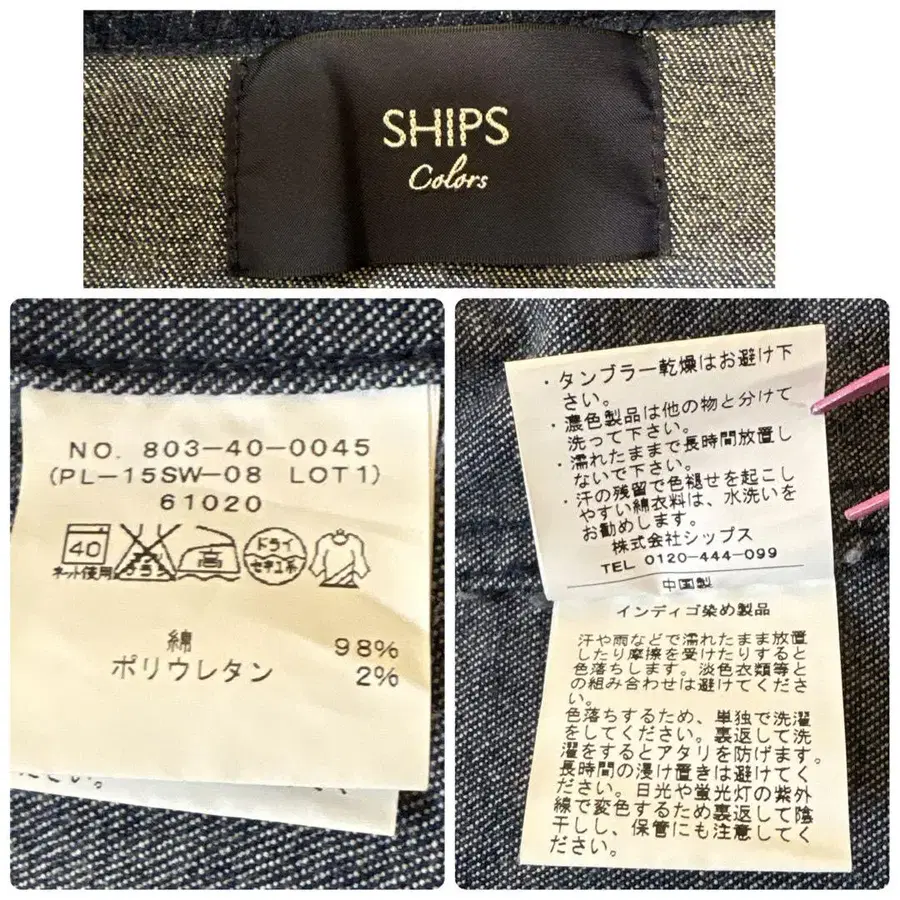 SHIPS
Colors
NO. 803-40-0045
(PL-15SW-08 LOT1)
61020
40
高
ドライ
セキユ系
ネット使用
綿 98%
ポリウレタン 2%
ださい。
・タンブラー乾燥はお避け下
さい。
・濃色製品は他の物と分けて
洗って下さい。
・濡れたままで長時間放置し
ないで下さい。
・汗の残留で色褪せを起こし
やすい綿衣料は、水洗いを
お勧めします。
株式会社シップス
TEL 0120-444-099
中国製
インディゴ染め製品
汗や雨などで濡れたまま放置
したり摩擦を受けたりすると
色落ちします。淡色衣類等と
の組み合わせは避けてくださ
い。
色落ちするため、単独で洗濯
をしてください。裏返して洗
濯をするとアタリを防げます。
長時間の浸け置きは避けてく
ださい。日光や蛍光灯の紫外
線で変色するため裏返して陰
干しし、保管にも注意してく
ださい。